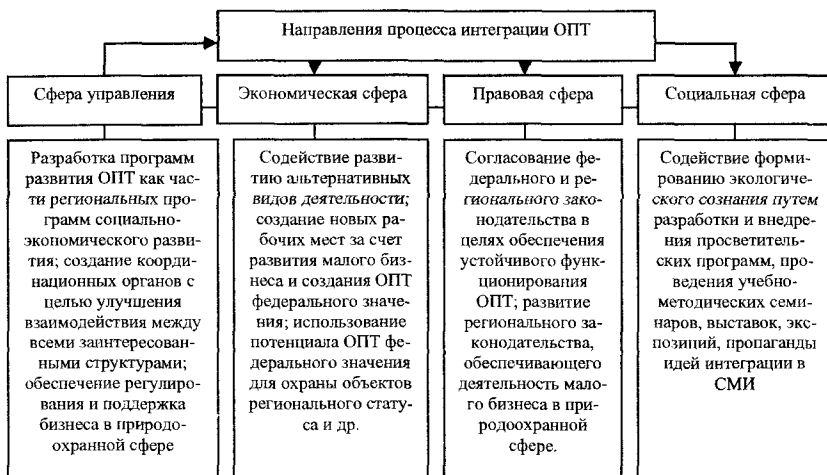 Направления процесса интеграции ОПТ
Сфера управления
Экономическая сфера
Правовая сфера
Социальная сфера
Разработка программ
развития ОПТ как части
региональных про-
грамм социально-
экономического разви-
тия; создание коорди-
национных органов с
целью улучшения
взаимодействия между
всеми заинтересован-
ными структурами;
обеспечение регулиро-
вания и поддержка
бизнеса в природо-
охранной сфере
Содействие разви-
тию альтернативных
видов деятельности;
создание новых ра-
бочих мест за счет
развития малого биз-
неса и создания ОПТ
федерального значе-
ния; использование
потенциала ОПТ фе-
дерального значения
для охраны объектов
регионального стату-
са и др.
Согласование фе-
дерального и ре-
гионального зако-
нодательства в
целях обеспечения
устойчивого функ-
ционирования
ОПТ; развитие
регионального за-
конодательства,
обеспечивающего
деятельность мало-
го бизнеса в при-
родоохранной
сфере.
Содействие форми-
рованию экологиче-
ского сознания путем
разработки и внедре-
ния просветитель-
ских программ, про-
ведения учебно-
методических семи-
наров, выставок, экс-
позиций, пропаганды
идей интеграции в
СМИ